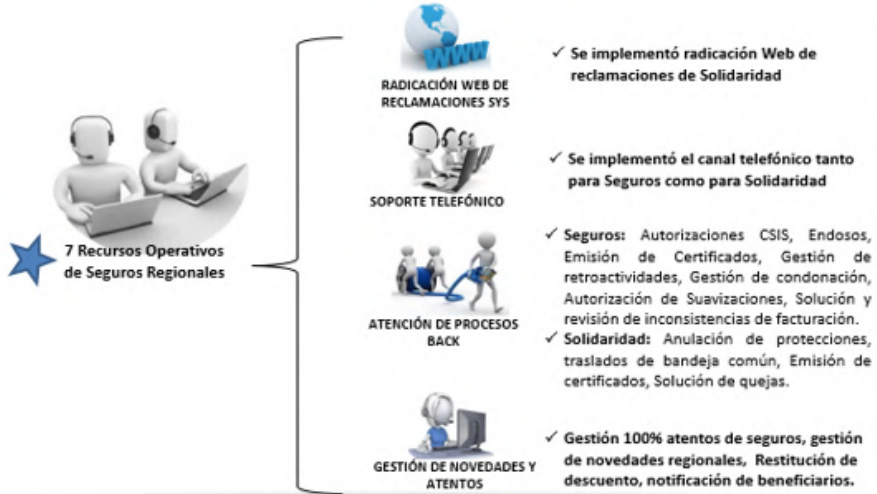 7 Recursos Operativos
de Seguros Regionales
WWW
RADICACIÓN WEB DE
RECLAMACIONES SYS
✓ Se implementó radicación Web de
reclamaciones de Solidaridad
SOPORTE TELEFÓNICO
✓ Se implementó el canal telefónico tanto
para Seguros como para Solidaridad
ATENCIÓN DE PROCESOS
BACK
✓ Seguros: Autorizaciones CSIS, Endosos,
Emisión de Certificados, Gestión de
retroactividades, Gestión de condonación,
Autorización de Suavizaciones, Solución y
revisión de inconsistencias de facturación.
✓ Solidaridad: Anulación de protecciones,
traslados de bandeja común, Emisión de
certificados, Solución de quejas.
GESTIÓN DE NOVEDADES Y
ATENTOS
✓ Gestión 100% atentos de seguros, gestión
de novedades regionales, Restitución de
descuento, notificación de beneficiarios.